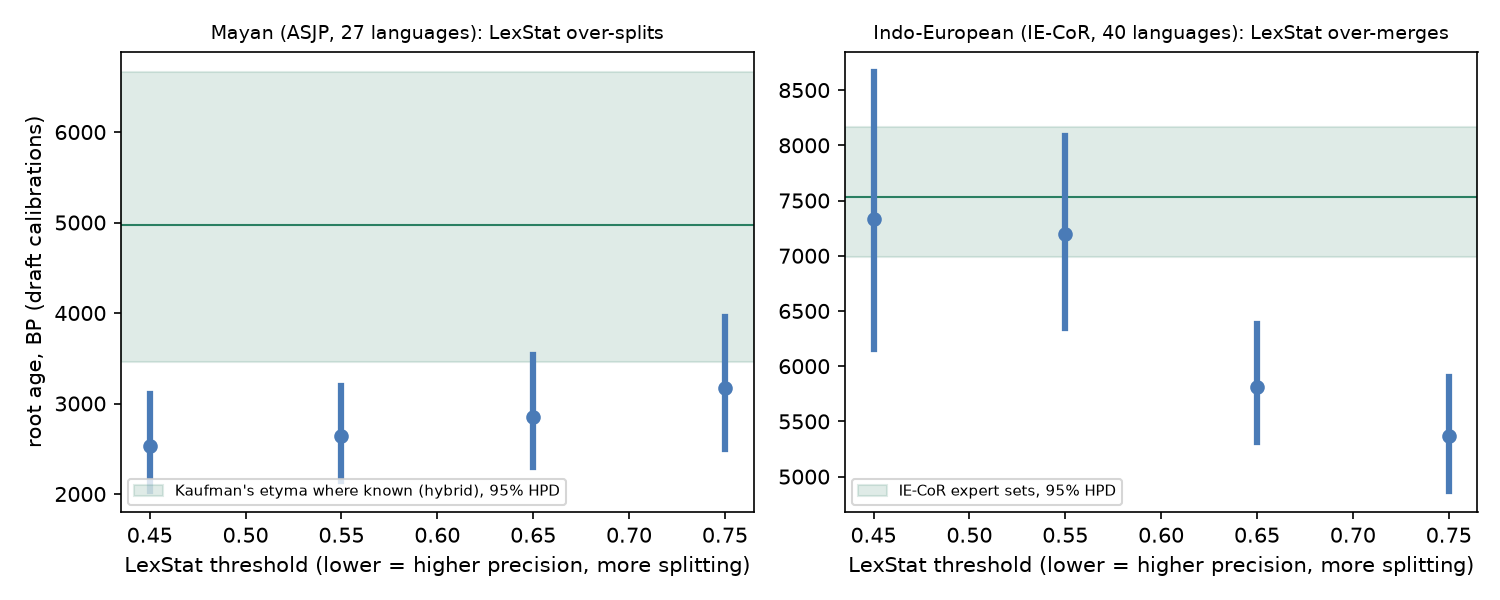 Mayan (ASJP, 27 languages): LexStat over-splits
root age, BP (draft calibrations)
6000
5000
4000
3000
2000
Kaufman's etyma where known (hybrid), 95% HPD
0.45 0.50 0.55 0.60 0.65 0.70 0.75
LexStat threshold (lower = higher precision, more splitting)
Indo-European (IE-CoR, 40 languages): LexStat over-merges
8500
8000
7500
7000
6500
6000
5500
5000
IE-CoR expert sets, 95% HPD
0.45 0.50 0.55 0.60 0.65 0.70 0.75
LexStat threshold (lower = higher precision, more splitting)